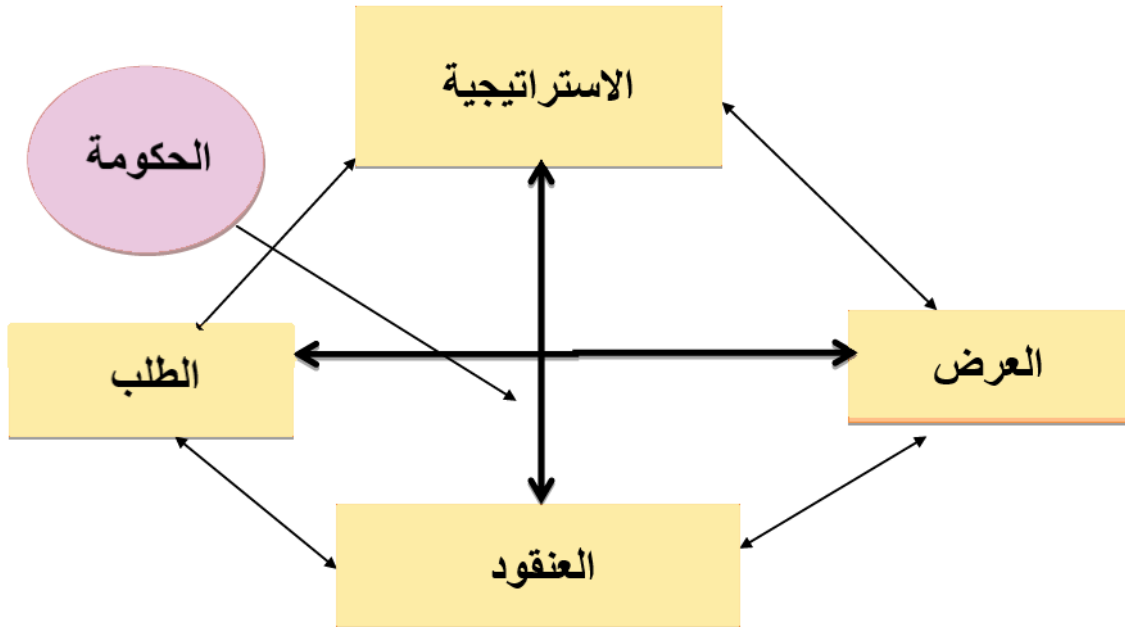 الاستراتيجية
الحكومة
العرض
الطلب
العنقود